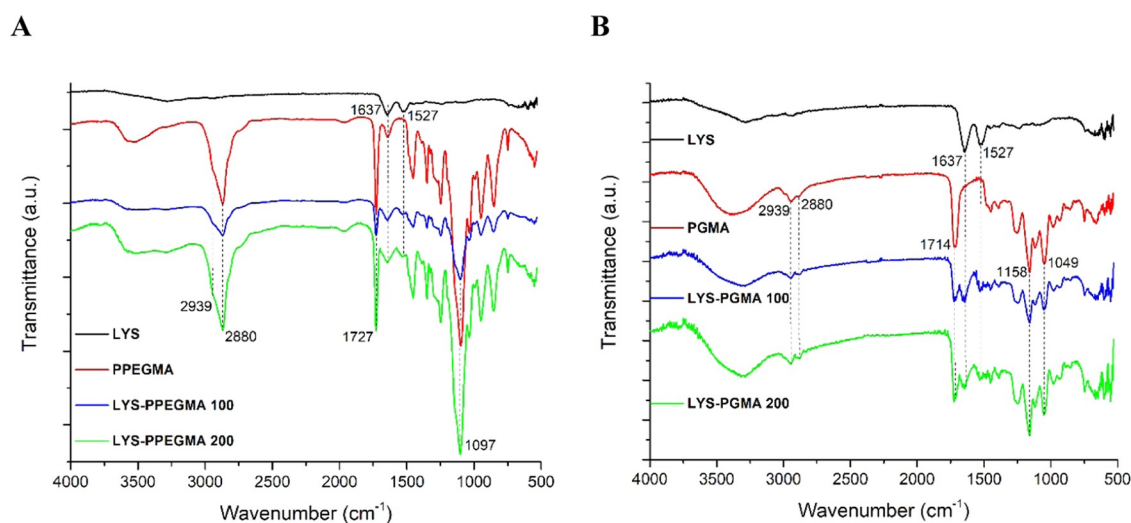 A
B
Transmittance (a.u.)
1637
1527
2939
2880
1727
1097
LYS
PPEGMA
LYS-PPEGMA 100
LYS-PPEGMA 200
4000 3500 3000 2500 2000 1500 1000 500
Wavenumber (cm⁻¹)
Transmittance (a.u.)
LYS
1637
1527
2939
2880
PGMA
1714
1158
1049
LYS-PGMA 100
LYS-PGMA 200
4000 3500 3000 2500 2000 1500 1000 500
Wavenumber (cm⁻¹)